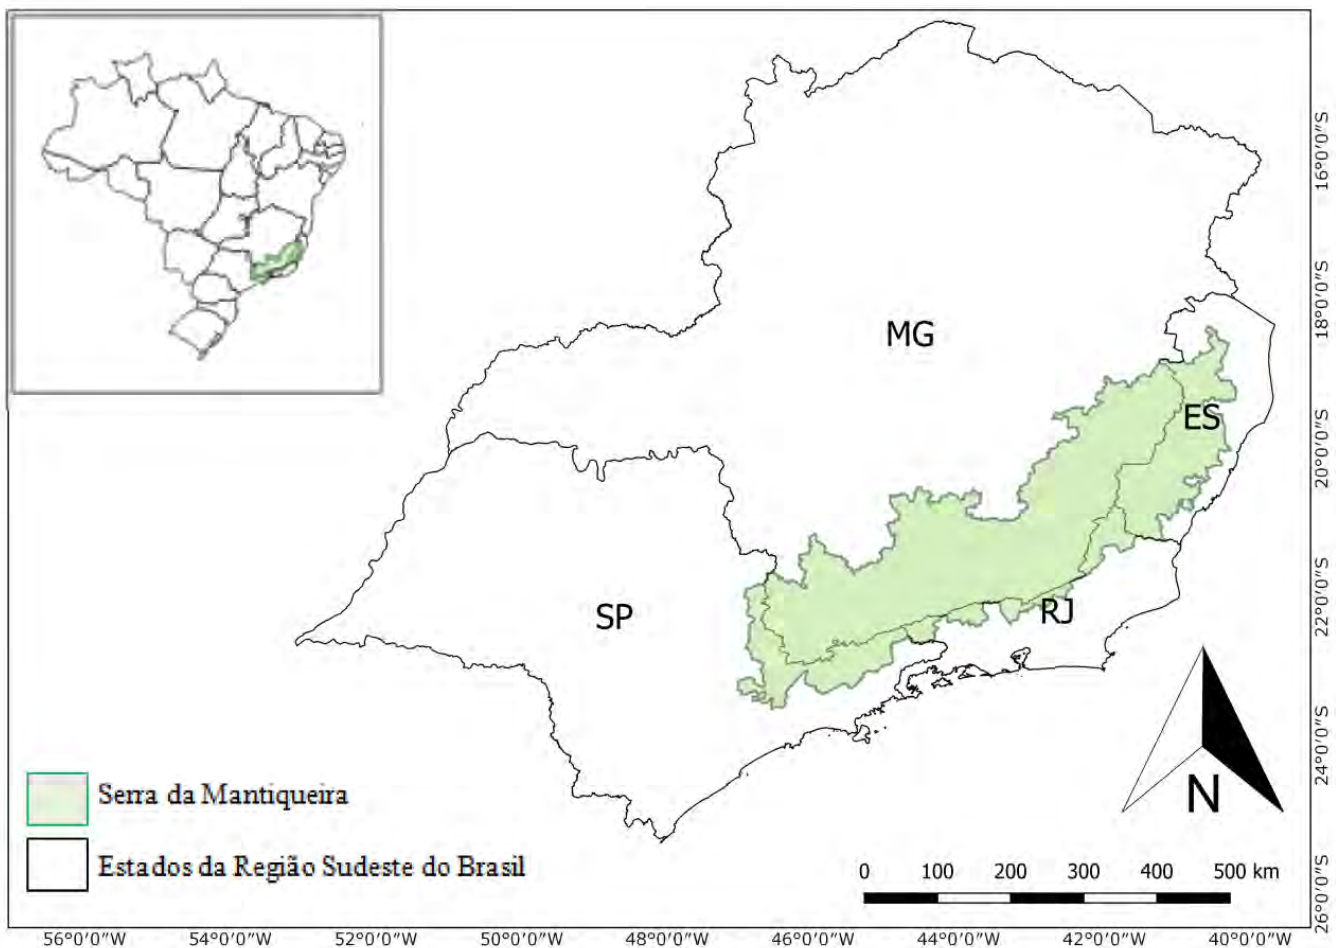 MG
ES
SP
RJ
N
Serra da Mantiqueira
Estados da Região Sudeste do Brasil
0 100 200 300 400 500 km
16°0'0"S
18°0'0"S
20°0'0"S
22°0'0"S
24°0'0"S
26°0'0"S
56°0'0"W 54°0'0"W 52°0'0"W 50°0'0"W 48°0'0"W 46°0'0"W 44°0'0"W 42°0'0"W 40°0'0"W